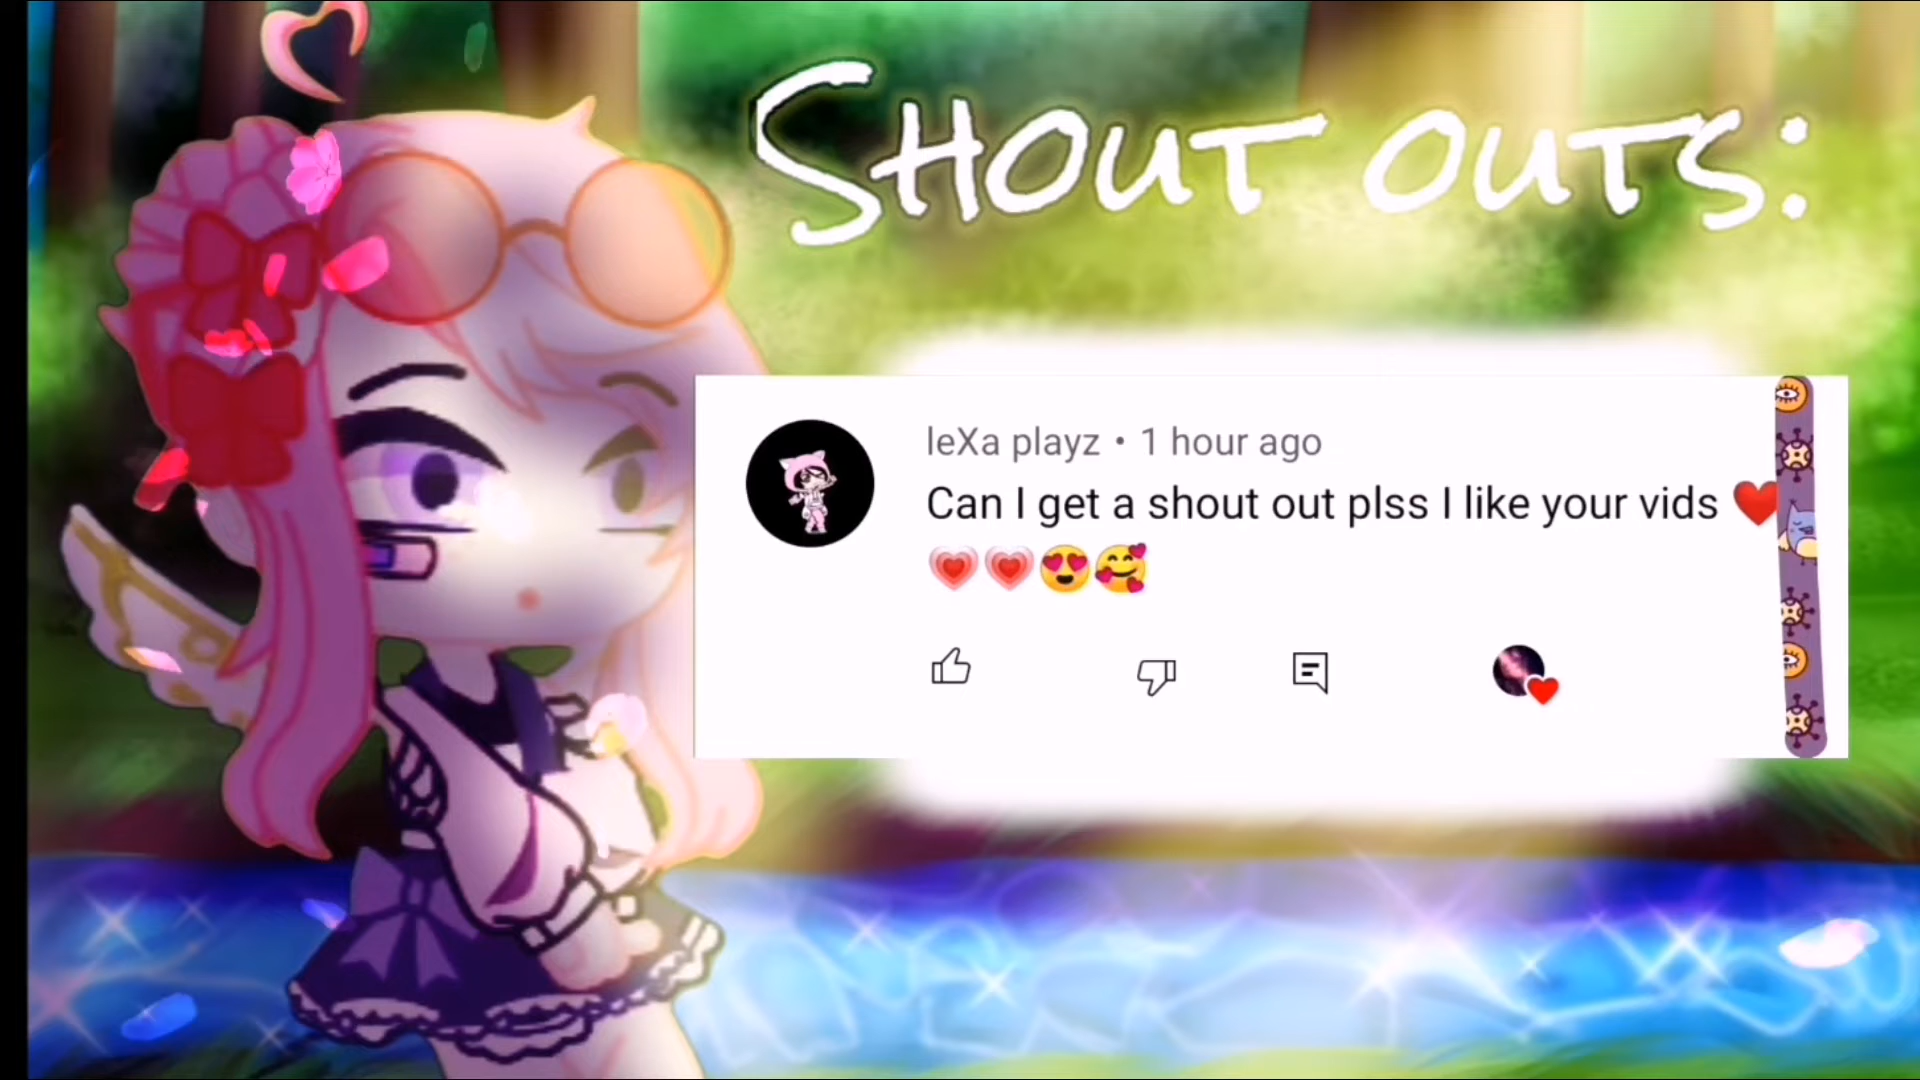 Shout outs:
leXa playz • 1 hour ago
Can I get a shout out plss I like your vids ❤️
💗💗😍🥰